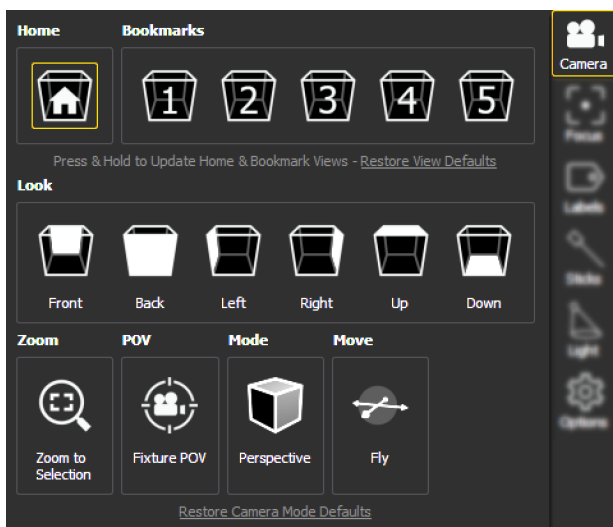 Home
Bookmarks
Camera
1
2
3
4
5
Focus
Press & Hold to Update Home & Bookmark Views - Restore View Defaults
Labels
Look
Sticks
Front
Back
Left
Right
Up
Down
Light
Zoom
POV
Mode
Move
Options
Zoom to
Selection
Fixture POV
Perspective
Fly
Restore Camera Mode Defaults